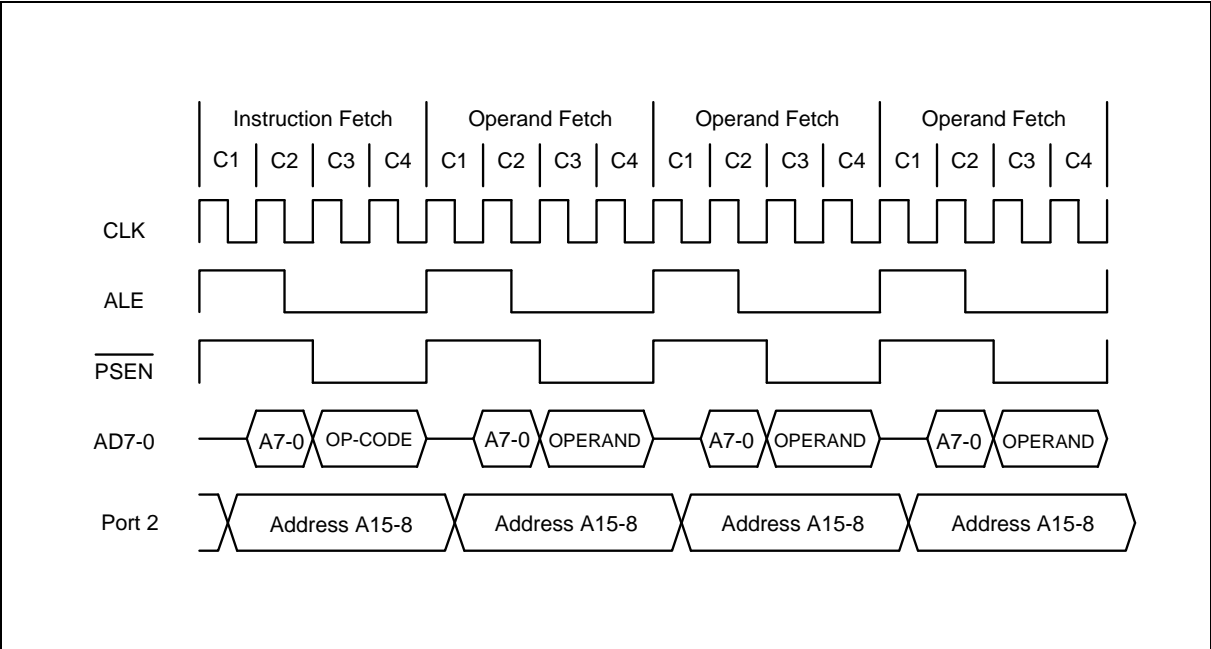 Instruction Fetch Operand Fetch Operand Fetch Operand Fetch
C1 C2 C3 C4 C1 C2 C3 C4 C1 C2 C3 C4 C1 C2 C3 C4
CLK
ALE
PSEN
AD7-0 A7-0 OP-CODE A7-0 OPERAND A7-0 OPERAND A7-0 OPERAND
Port 2 Address A15-8 Address A15-8 Address A15-8 Address A15-8